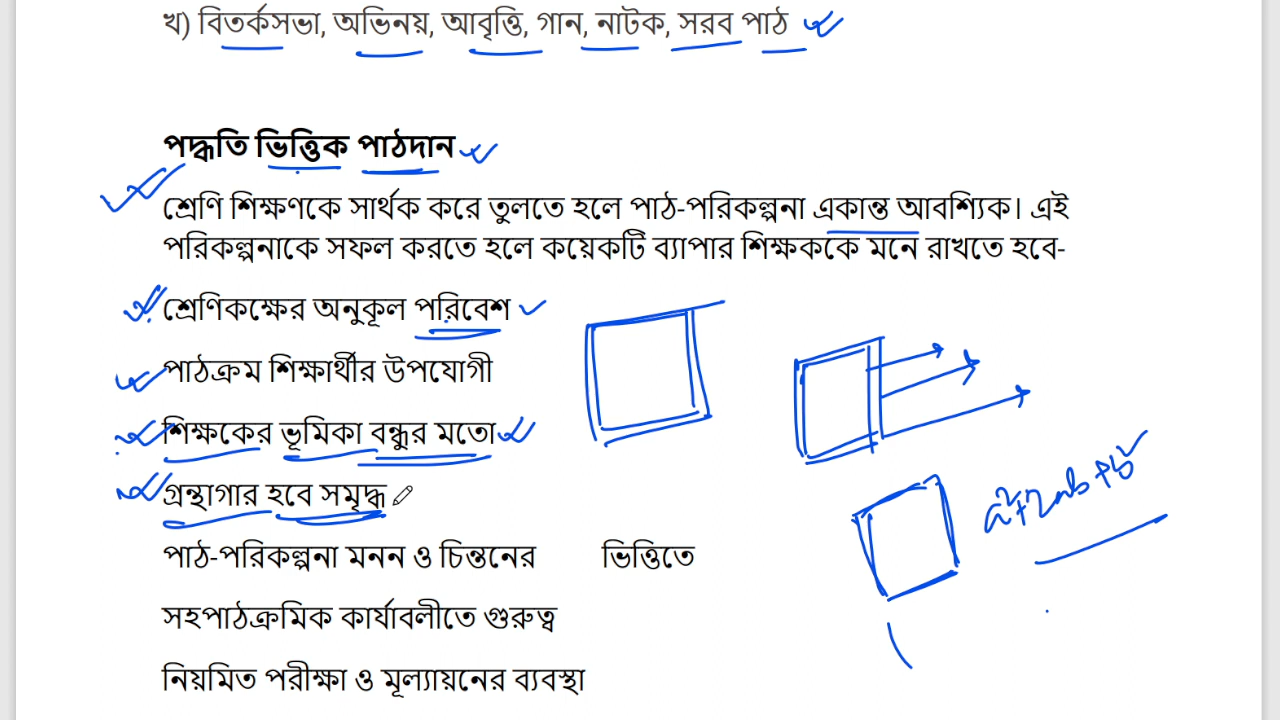 খ) বিতর্কসভা, অভিনয়, আবৃত্তি, গান, নাটক, সরব পাঠ
পদ্ধতি ভিত্তিক পাঠদান
শ্রেণি শিক্ষণকে সার্থক করে তুলতে হলে পাঠ-পরিকল্পনা একান্ত আবশ্যিক। এই
পরিকল্পনাকে সফল করতে হলে কয়েকটি ব্যাপার শিক্ষককে মনে রাখতে হবে-
শ্রেণিকক্ষের অনুকূল পরিবেশ
পাঠক্রম শিক্ষার্থীর উপযোগী
শিক্ষকের ভূমিকা বন্ধুর মতো
গ্রন্থাগার হবে সমৃদ্ধ
পাঠ-পরিকল্পনা মনন ও চিন্তনের ভিত্তিতে
সহপাঠক্রমিক কার্যাবলীতে গুরুত্ব
নিয়মিত পরীক্ষা ও মূল্যায়নের ব্যবস্থা